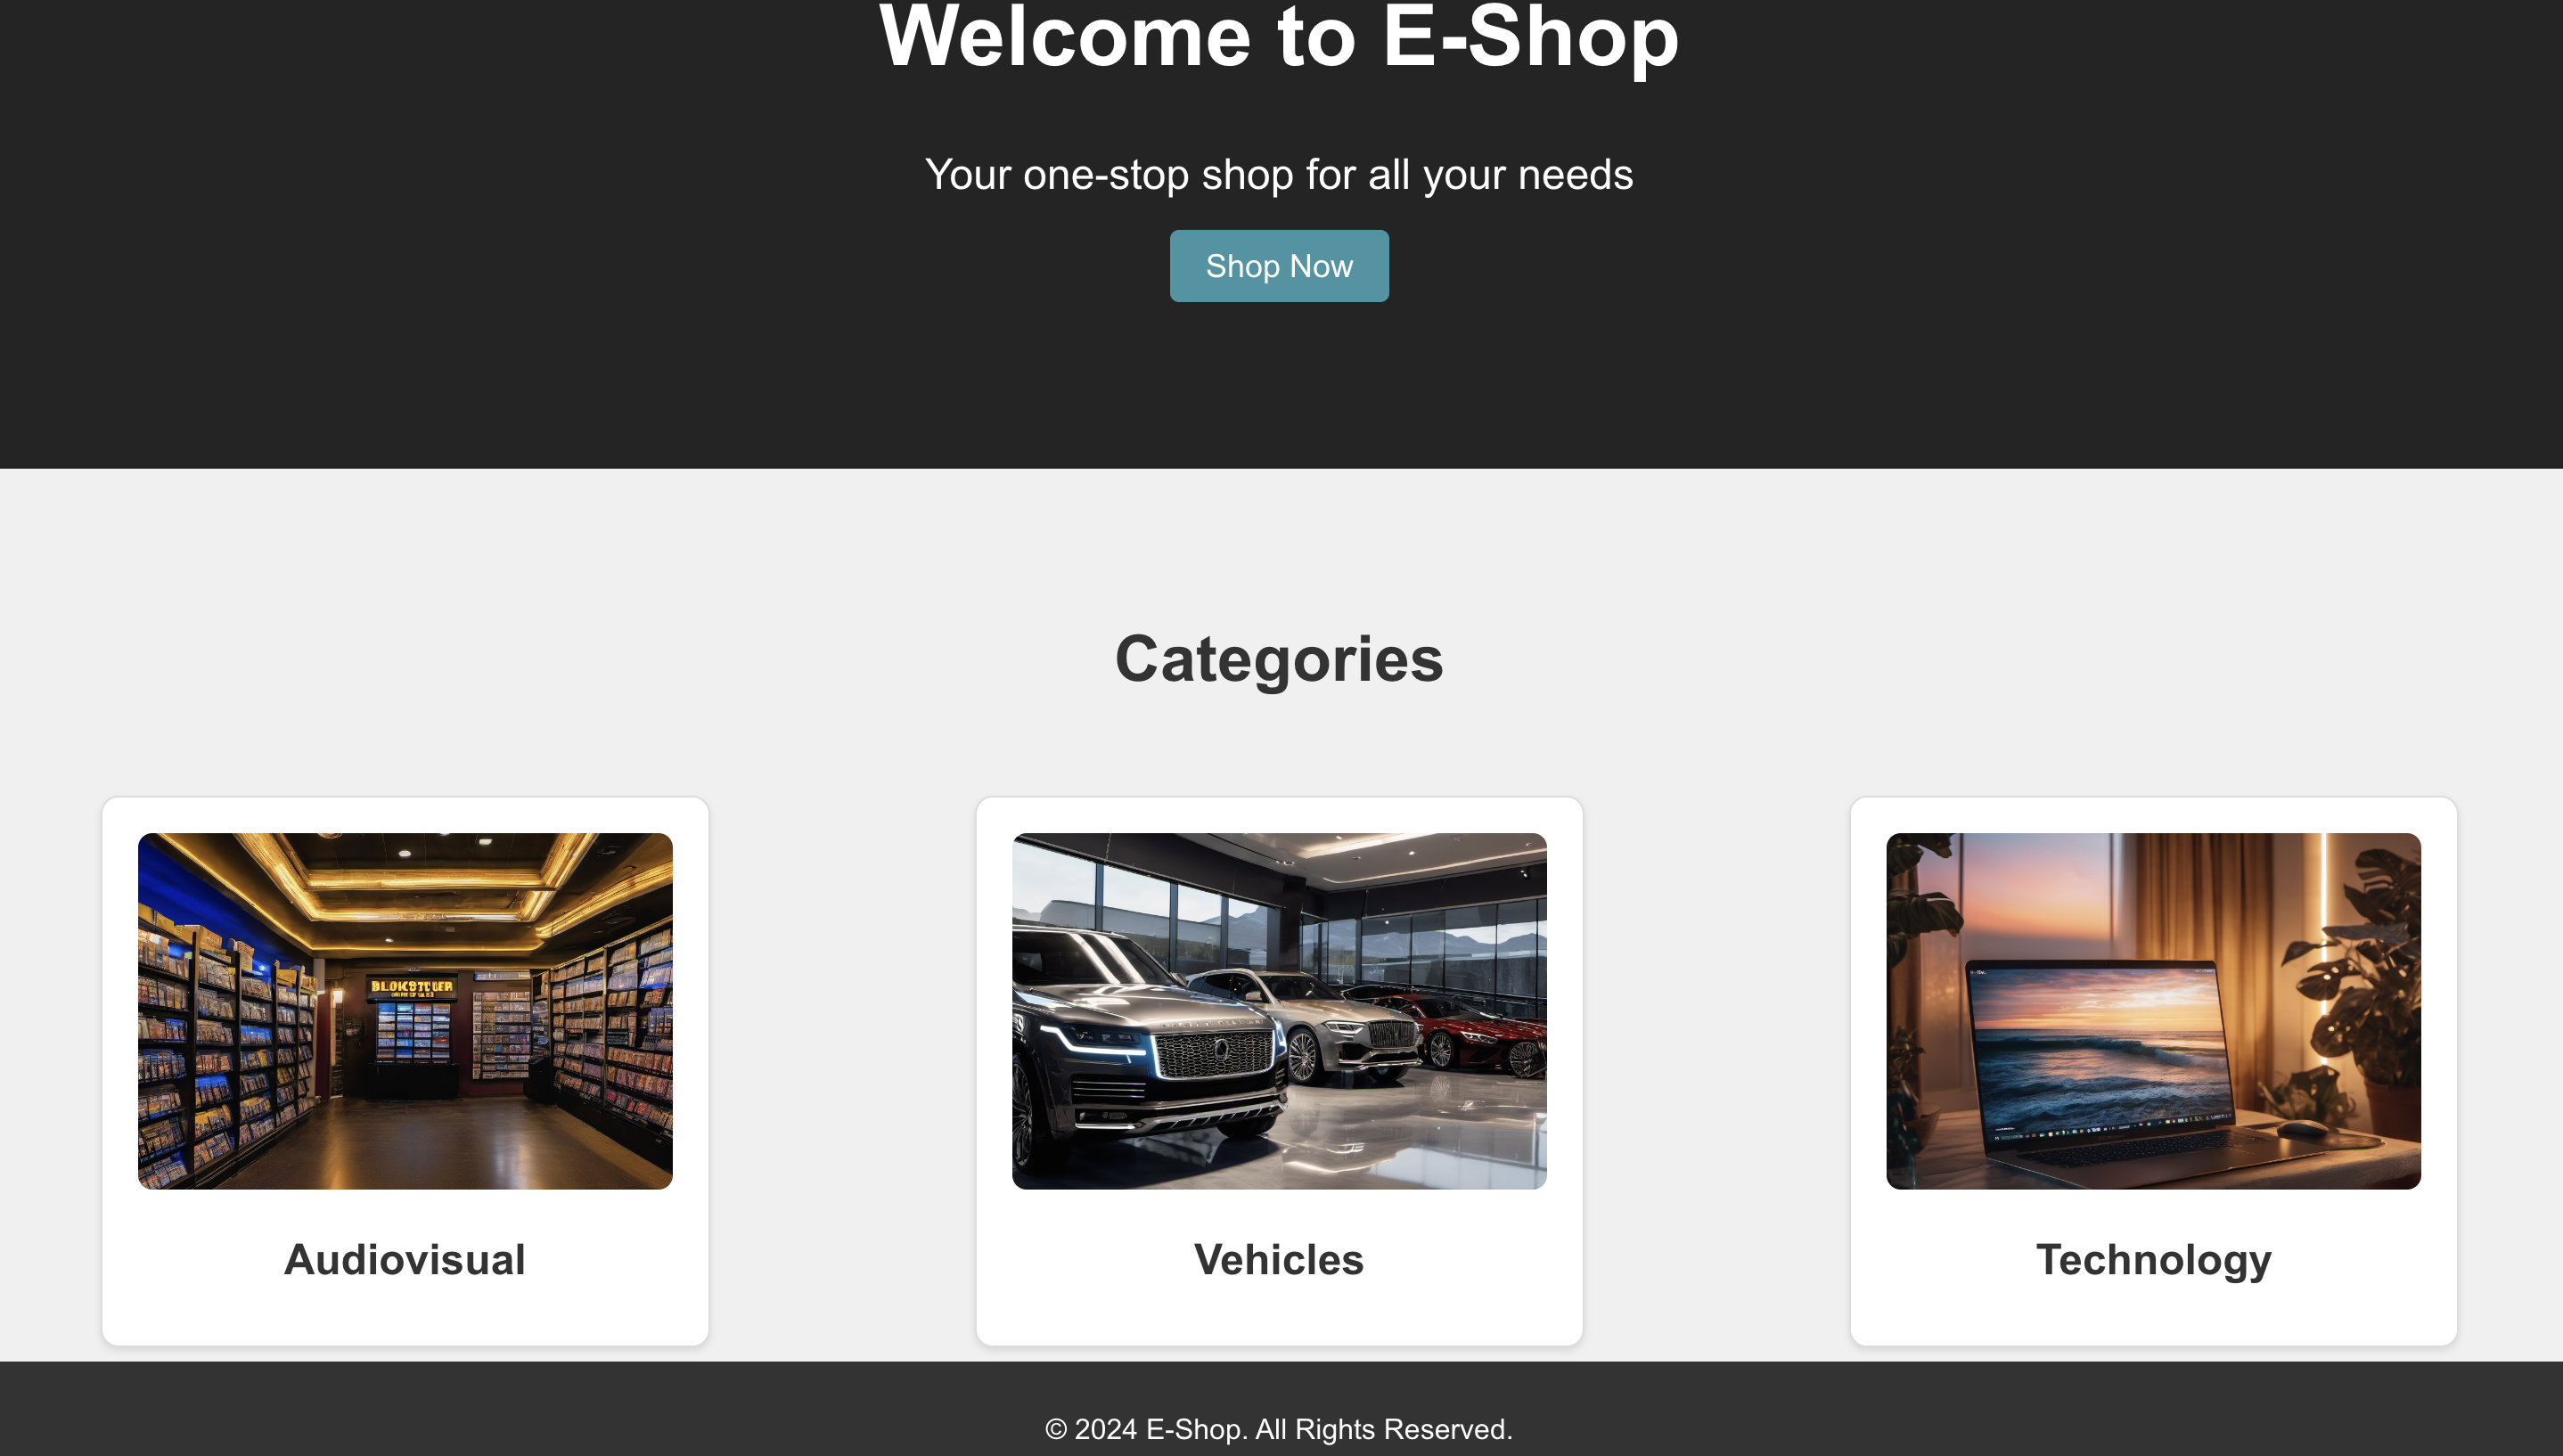 Welcome to E-Shop
Your one-stop shop for all your needs
Shop Now
Categories
BLOKSTCUER
Audiovisual
Vehicles
Technology
© 2024 E-Shop. All Rights Reserved.